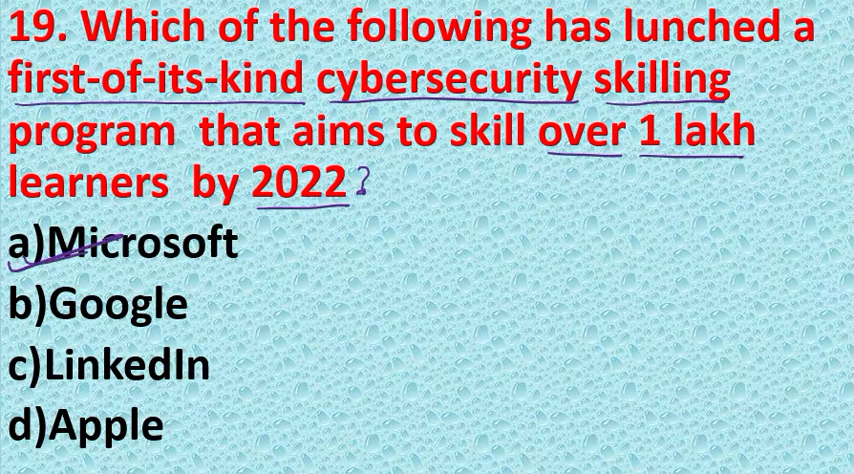 19. Which of the following has lunched a
first-of-its-kind cybersecurity skilling
program that aims to skill over 1 lakh
learners by 2022?
a)Microsoft
b)Google
c)LinkedIn
d)Apple